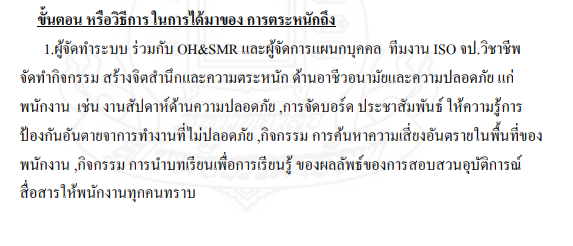 ขั้นตอน หรือวิธีการ ในการได้มาของ การตระหนักถึง
1.ผู้จัดทำระบบ ร่วมกับ OH&SMR และผู้จัดการแผนกบุคคล ทีมงาน ISO จป.วิชาชีพ
จัดทำกิจกรรม สร้างจิตสำนึกและความตระหนัก ด้านอาชีวอนามัยและความปลอดภัย แก่
พนักงาน เช่น งานสัปดาห์ด้านความปลอดภัย ,การจัดบอร์ด ประชาสัมพันธ์ ให้ความรู้การ
ป้องกันอันตายจาการทำงานที่ไม่ปลอดภัย ,กิจกรรม การค้นหาความเสี่ยงอันตรายในพื้นที่ของ
พนักงาน ,กิจกรรม การนำบทเรียนเพื่อการเรียนรู้ ของผลลัพธ์ของการสอบสวนอุบัติการณ์
สื่อสารให้พนักงานทุกคนทราบ